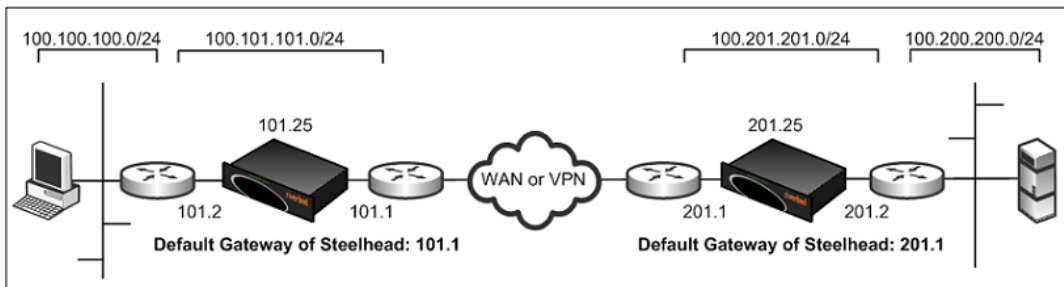 100.100.100.0/24
100.101.101.0/24
100.201.201.0/24
100.200.200.0/24
101.25
201.25
riverbed
WAN or VPN
riverbed
101.2
101.1
201.1
201.2
Default Gateway of Steelhead: 101.1
Default Gateway of Steelhead: 201.1